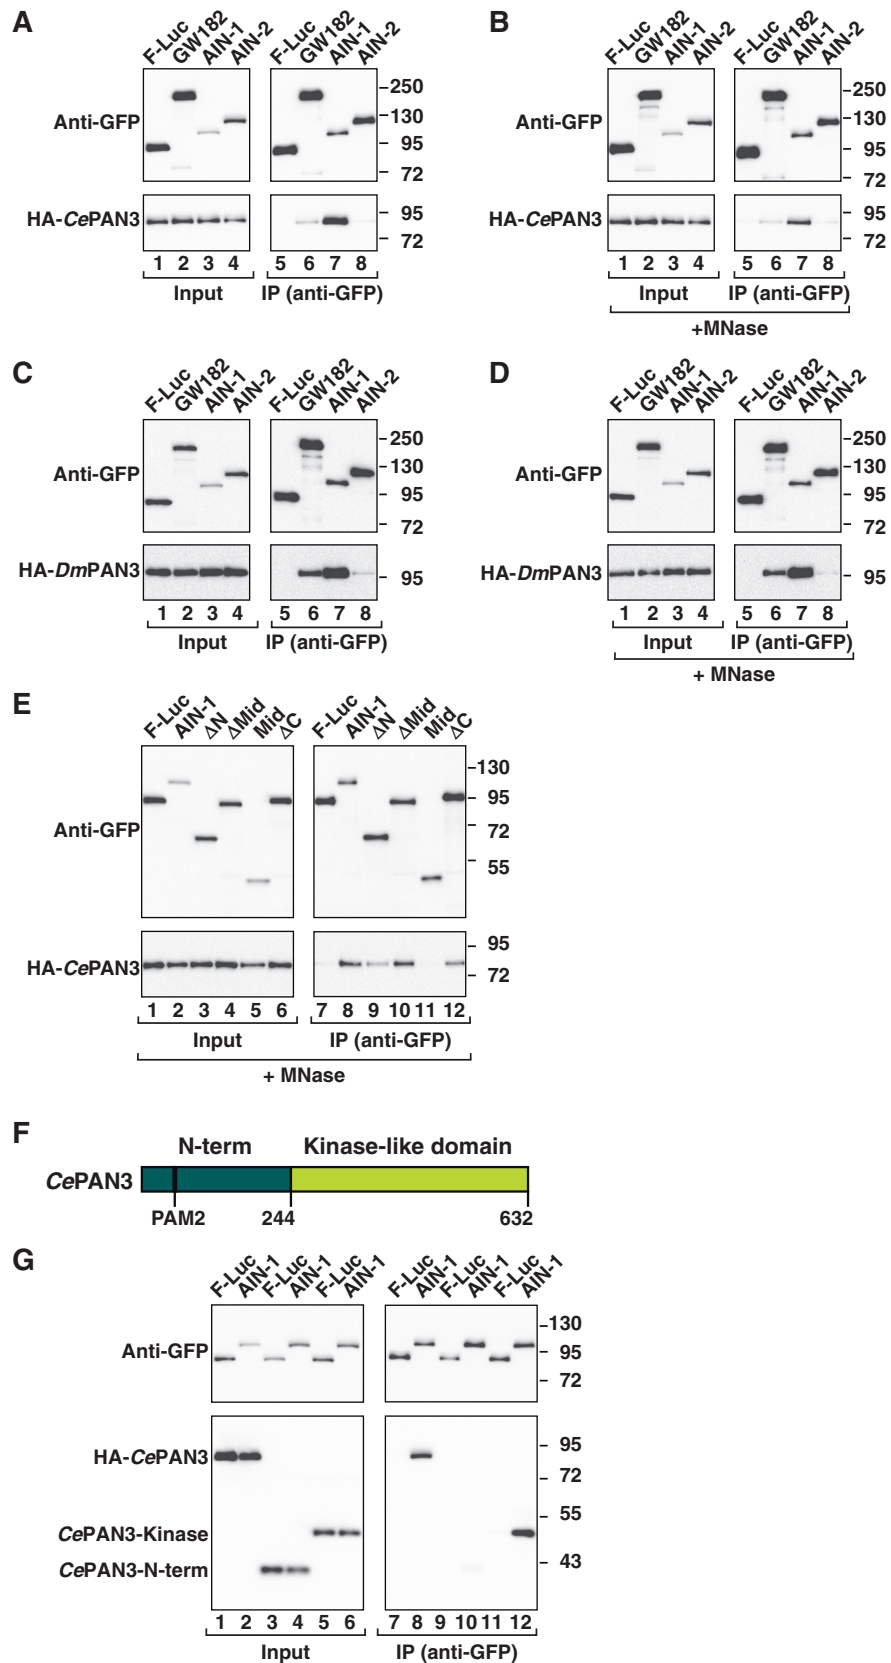 A
F-Luc GW182 AIN-1 AIN-2 F-Luc GW182 AIN-1 AIN-2
Anti-GFP
250
130
95
72
HA-CePAN3
95
72
1 2 3 4 5 6 7 8
Input IP (anti-GFP)
B
F-Luc GW182 AIN-1 AIN-2 F-Luc GW182 AIN-1 AIN-2
Anti-GFP
250
130
95
72
HA-CePAN3
95
72
1 2 3 4 5 6 7 8
Input IP (anti-GFP)
+MNase
C
F-Luc GW182 AIN-1 AIN-2 F-Luc GW182 AIN-1 AIN-2
Anti-GFP
250
130
95
72
HA-DmPAN3
95
1 2 3 4 5 6 7 8
Input IP (anti-GFP)
D
F-Luc GW182 AIN-1 AIN-2 F-Luc GW182 AIN-1 AIN-2
Anti-GFP
250
130
95
72
HA-DmPAN3
95
1 2 3 4 5 6 7 8
Input IP (anti-GFP)
+ MNase
E
F-Luc AIN-1 ΔN ΔMid Mid ΔC F-Luc AIN-1 ΔN ΔMid Mid ΔC
Anti-GFP
130
95
72
55
HA-CePAN3
95
72
1 2 3 4 5 6 7 8 9 10 11 12
Input IP (anti-GFP)
+ MNase
F
N-term Kinase-like domain
CePAN3
PAM2 244 632
G
F-Luc AIN-1 F-Luc AIN-1 F-Luc AIN-1 F-Luc AIN-1 F-Luc AIN-1 F-Luc AIN-1
Anti-GFP
130
95
72
HA-CePAN3
95
72
55
CePAN3-Kinase
43
CePAN3-N-term
1 2 3 4 5 6 7 8 9 10 11 12
Input IP (anti-GFP)